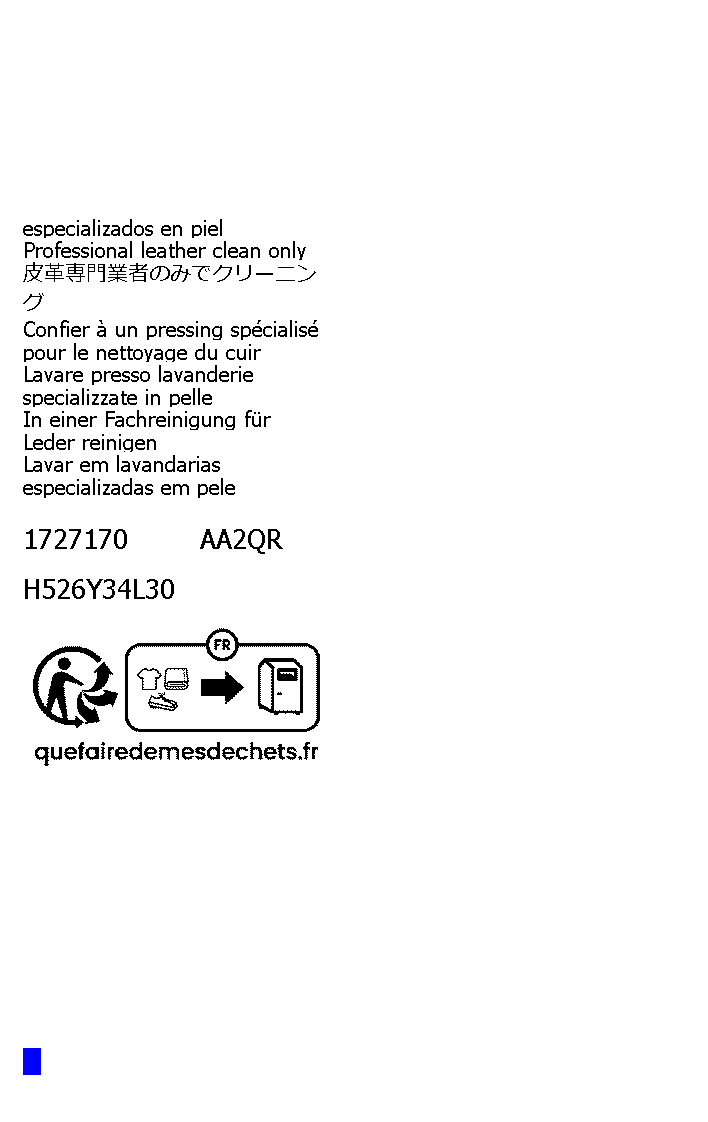 especializados en piel
Professional leather clean only
皮革専門業者のみでクリーニン
グ
Confier à un pressing spécialisé
pour le nettoyage du cuir
Lavare presso lavanderie
specializzate in pelle
In einer Fachreinigung für
Leder reinigen
Lavar em lavandarias
especializadas em pele
1727170 AA2QR
H526Y34L30
FR
quefairedemesdechets.fr